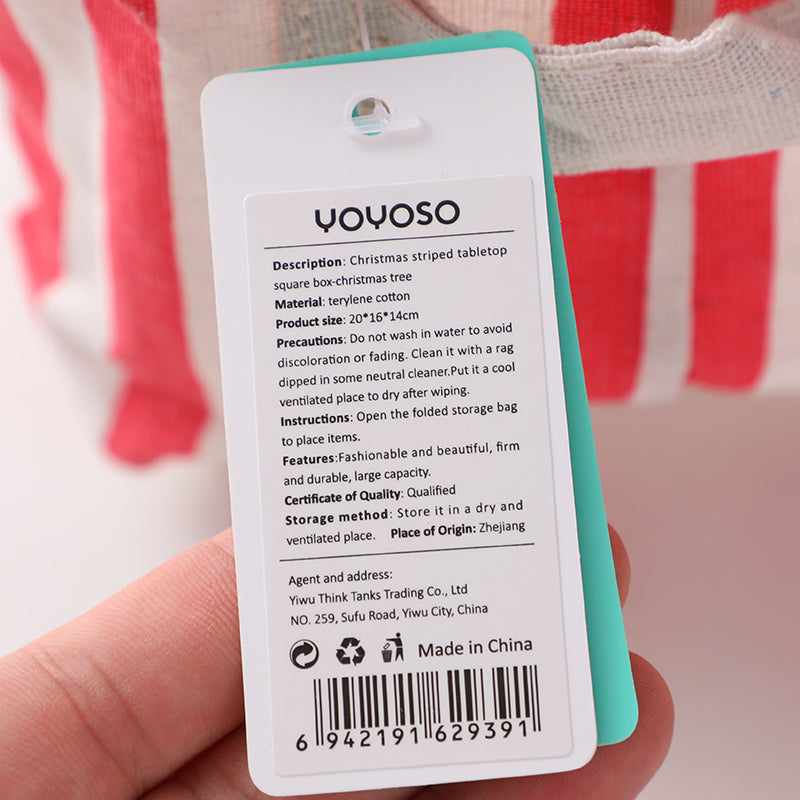 YOYOSO
Description: Christmas striped tabletop
square box-christmas tree
Material: terylene cotton
Product size: 20*16*14cm
Precautions: Do not wash in water to avoid
discoloration or fading. Clean it with a rag
dipped in some neutral cleaner.Put it a cool
ventilated place to dry after wiping.
Instructions: Open the folded storage bag
to place items.
Features:Fashionable and beautiful, firm
and durable, large capacity.
Certificate of Quality: Qualified
Storage method: Store it in a dry and
ventilated place. Place of Origin: Zhejiang
Agent and address:
Yiwu Think Tanks Trading Co., Ltd
NO. 259, Sufu Road, Yiwu City, China
Made in China
6 942191 629391